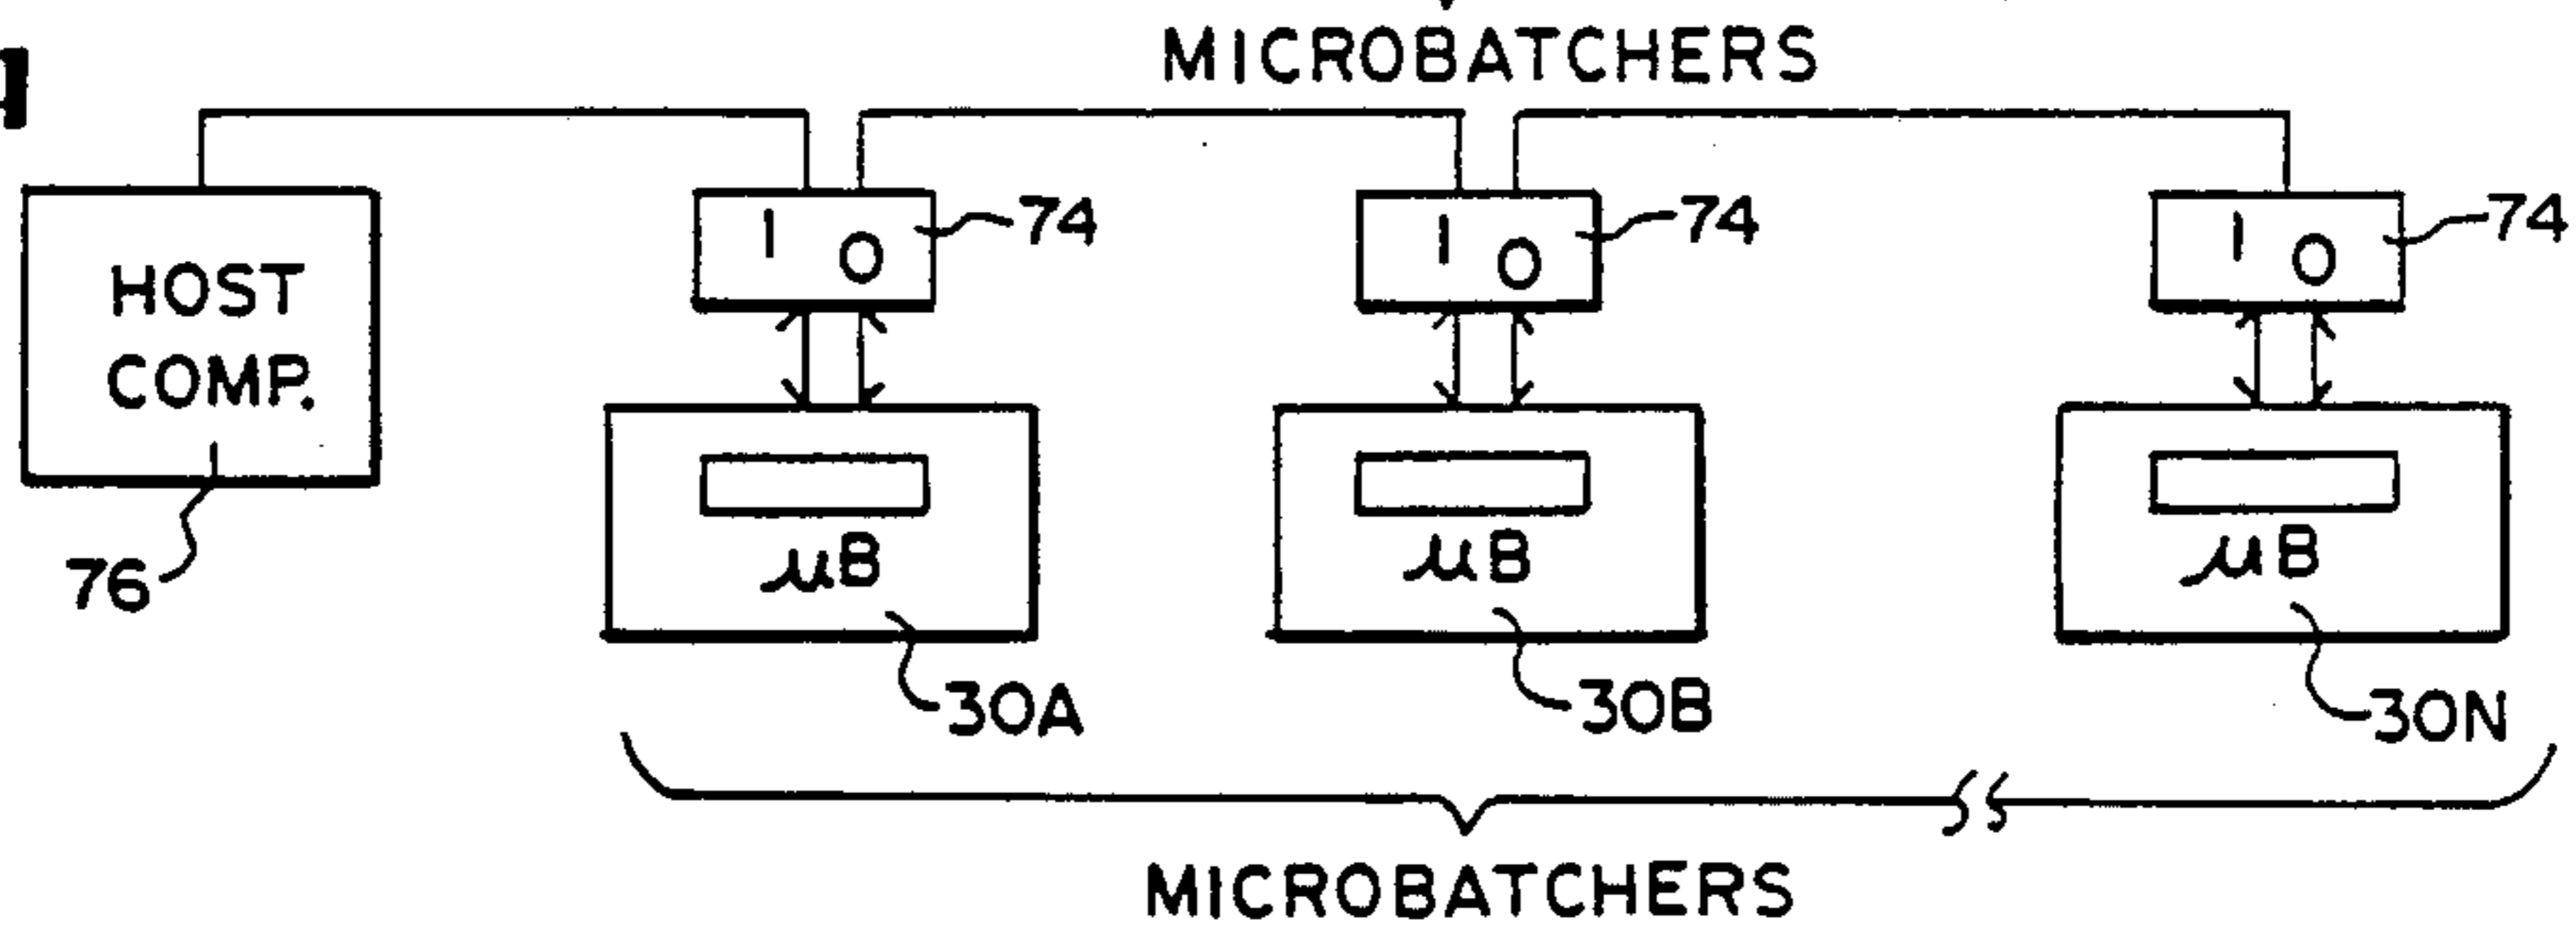 MICROBATCHERS
HOST
COMP.
76
I O
74
I O
74
I O
74
μB
30A
μB
30B
μB
30N
MICROBATCHERS